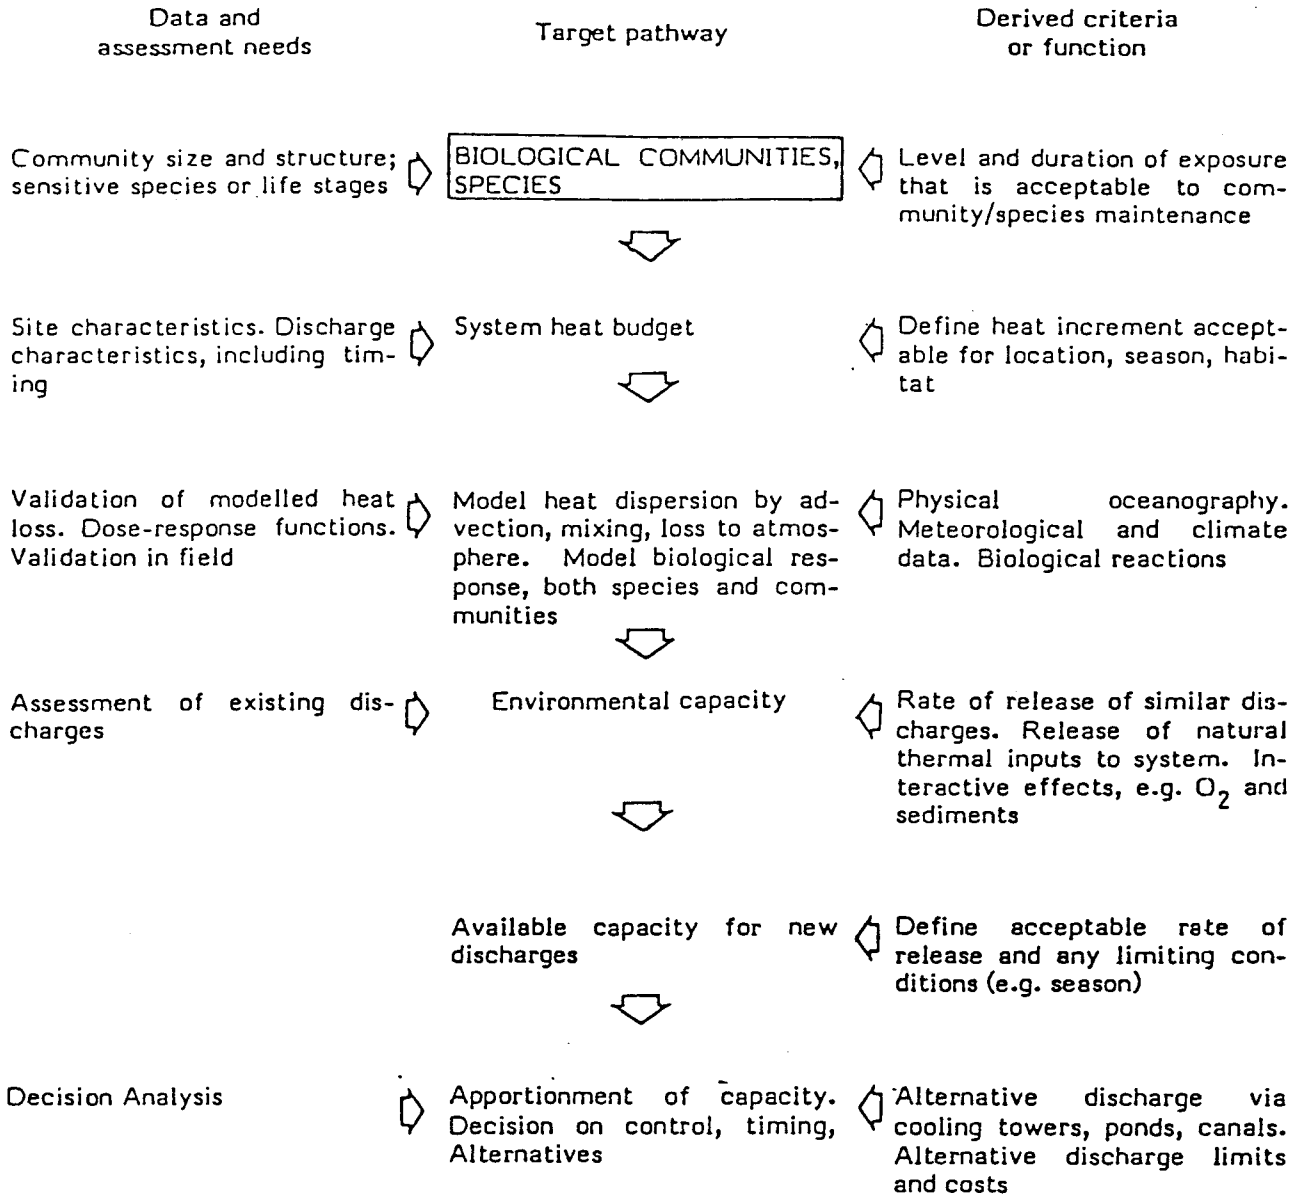 Data and
assessment needs
Target pathway
Derived criteria
or function
Community size and structure;
sensitive species or life stages
BIOLOGICAL COMMUNITIES,
SPECIES
Level and duration of exposure
that is acceptable to com-
munity/species maintenance
Site characteristics. Discharge
characteristics, including tim-
ing
System heat budget
Define heat increment accept-
able for location, season, habi-
tat
Validation of modelled heat
loss. Dose-response functions.
Validation in field
Model heat dispersion by ad-
vection, mixing, loss to atmos-
phere. Model biological res-
ponse, both species and com-
munities
Physical oceanography.
Meteorological and climate
data. Biological reactions
Assessment of existing dis-
charges
Environmental capacity
Rate of release of similar dis-
charges. Release of natural
thermal inputs to system. In-
teractive effects, e.g. O2 and
sediments
Available capacity for new
discharges
Define acceptable rate of
release and any limiting con-
ditions (e.g. season)
Decision Analysis
Apportionment of capacity.
Decision on control, timing,
Alternatives
Alternative discharge via
cooling towers, ponds, canals.
Alternative discharge limits
and costs